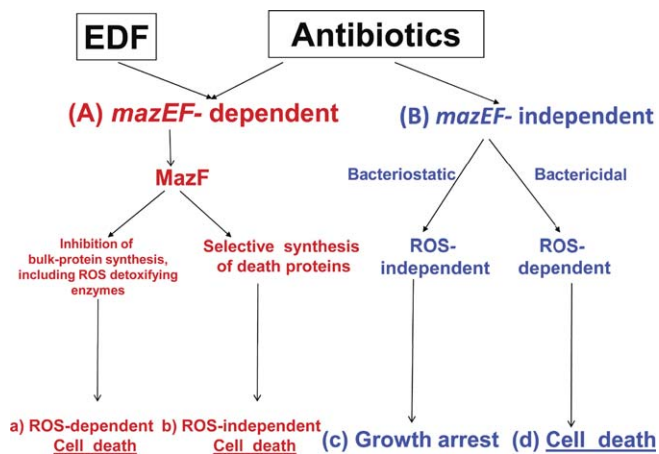 EDF
Antibiotics
(A) mazEF- dependent
(B) mazEF- independent
MazF
Bacteriostatic
Bactericidal
Inhibition of
bulk-protein synthesis,
including ROS detoxifying
enzymes
Selective synthesis
of death proteins
ROS-
independent
ROS-
dependent
a) ROS-dependent
Cell death
b) ROS-independent
Cell death
(c) Growth arrest
(d) Cell death